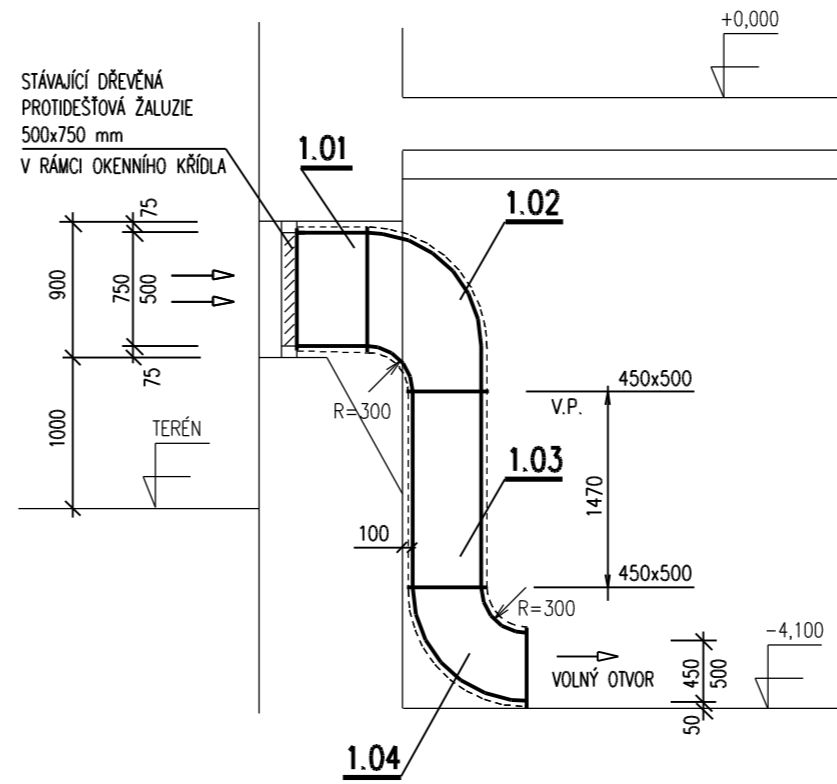 +0,000
STÁVAJÍCÍ DŘEVĚNÁ
PROTIDEŠŤOVÁ ŽALUZIE
500x750 mm
V RÁMCI OKENNÍHO KŘÍDLA
1.01
1.02
75
900
750
500
75
1000
R=300
450x500
V.P.
TERÉN
1.03
1470
100
450x500
R=300
-4,100
VOLNÝ OTVOR
450
500
50
1.04